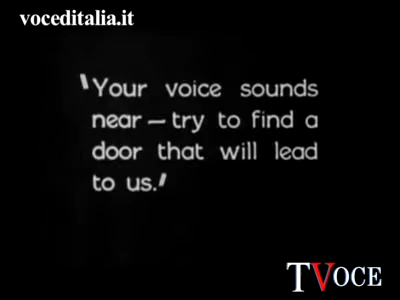 voceditalia.it
"Your voice sounds
near — try to find a
door that will lead
to us."
TVOCE